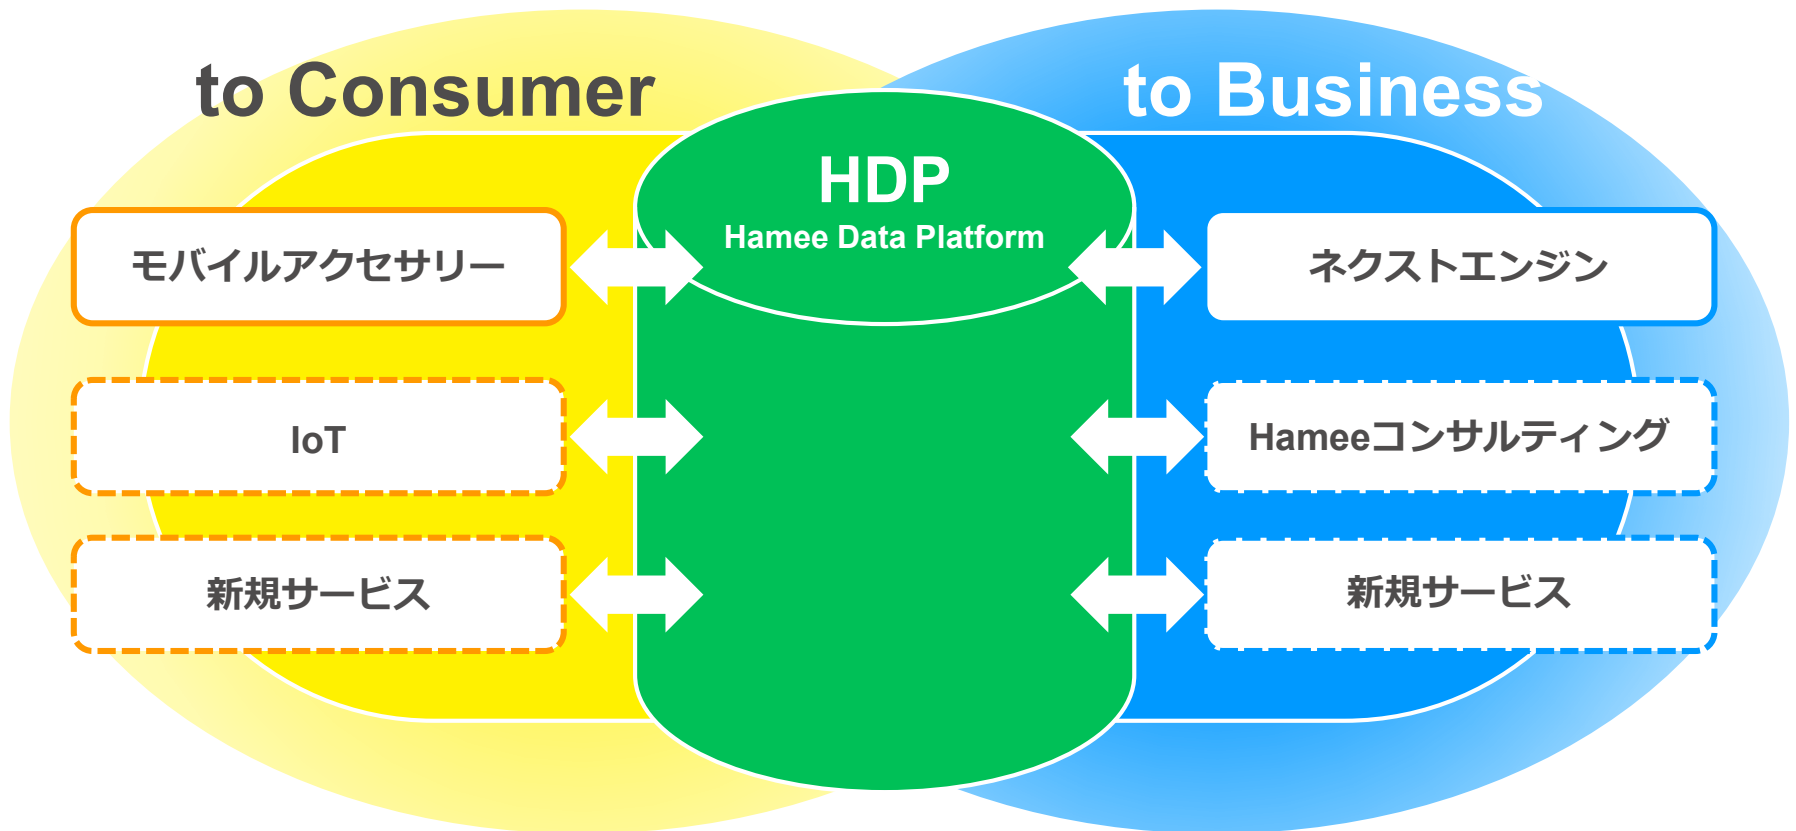 to Consumer
to Business
HDP
Hamee Data Platform
モバイルアクセサリー
ネクストエンジン
IoT
Hameeコンサルティング
新規サービス
新規サービス